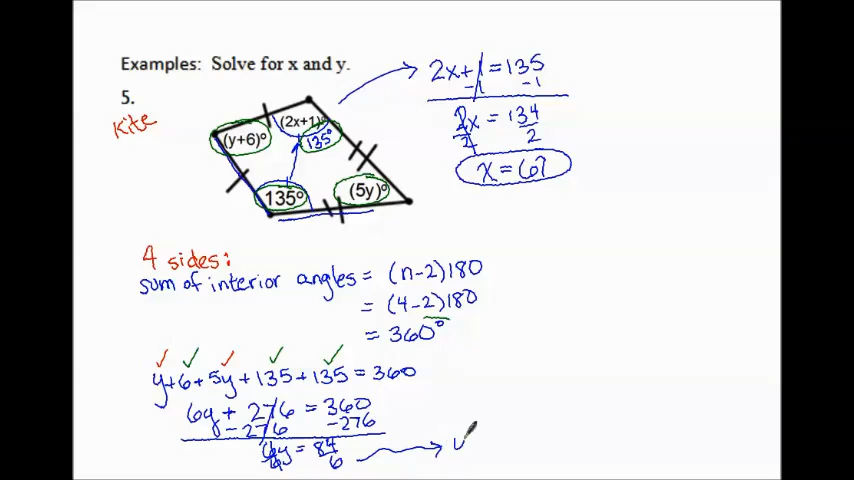 Examples: Solve for x and y.
5.
Kite
(y+6)°
(2x+1)°
135°
135°
(5y)°
2x+1=135
-1 -1
2x = 134
2 2
x = 67
4 sides:
sum of interior angles = (n-2)180
= (4-2)180
= 360°
y+6+5y+135+135=360
6y + 276 = 360
-276 -276
6y = 84
6 6